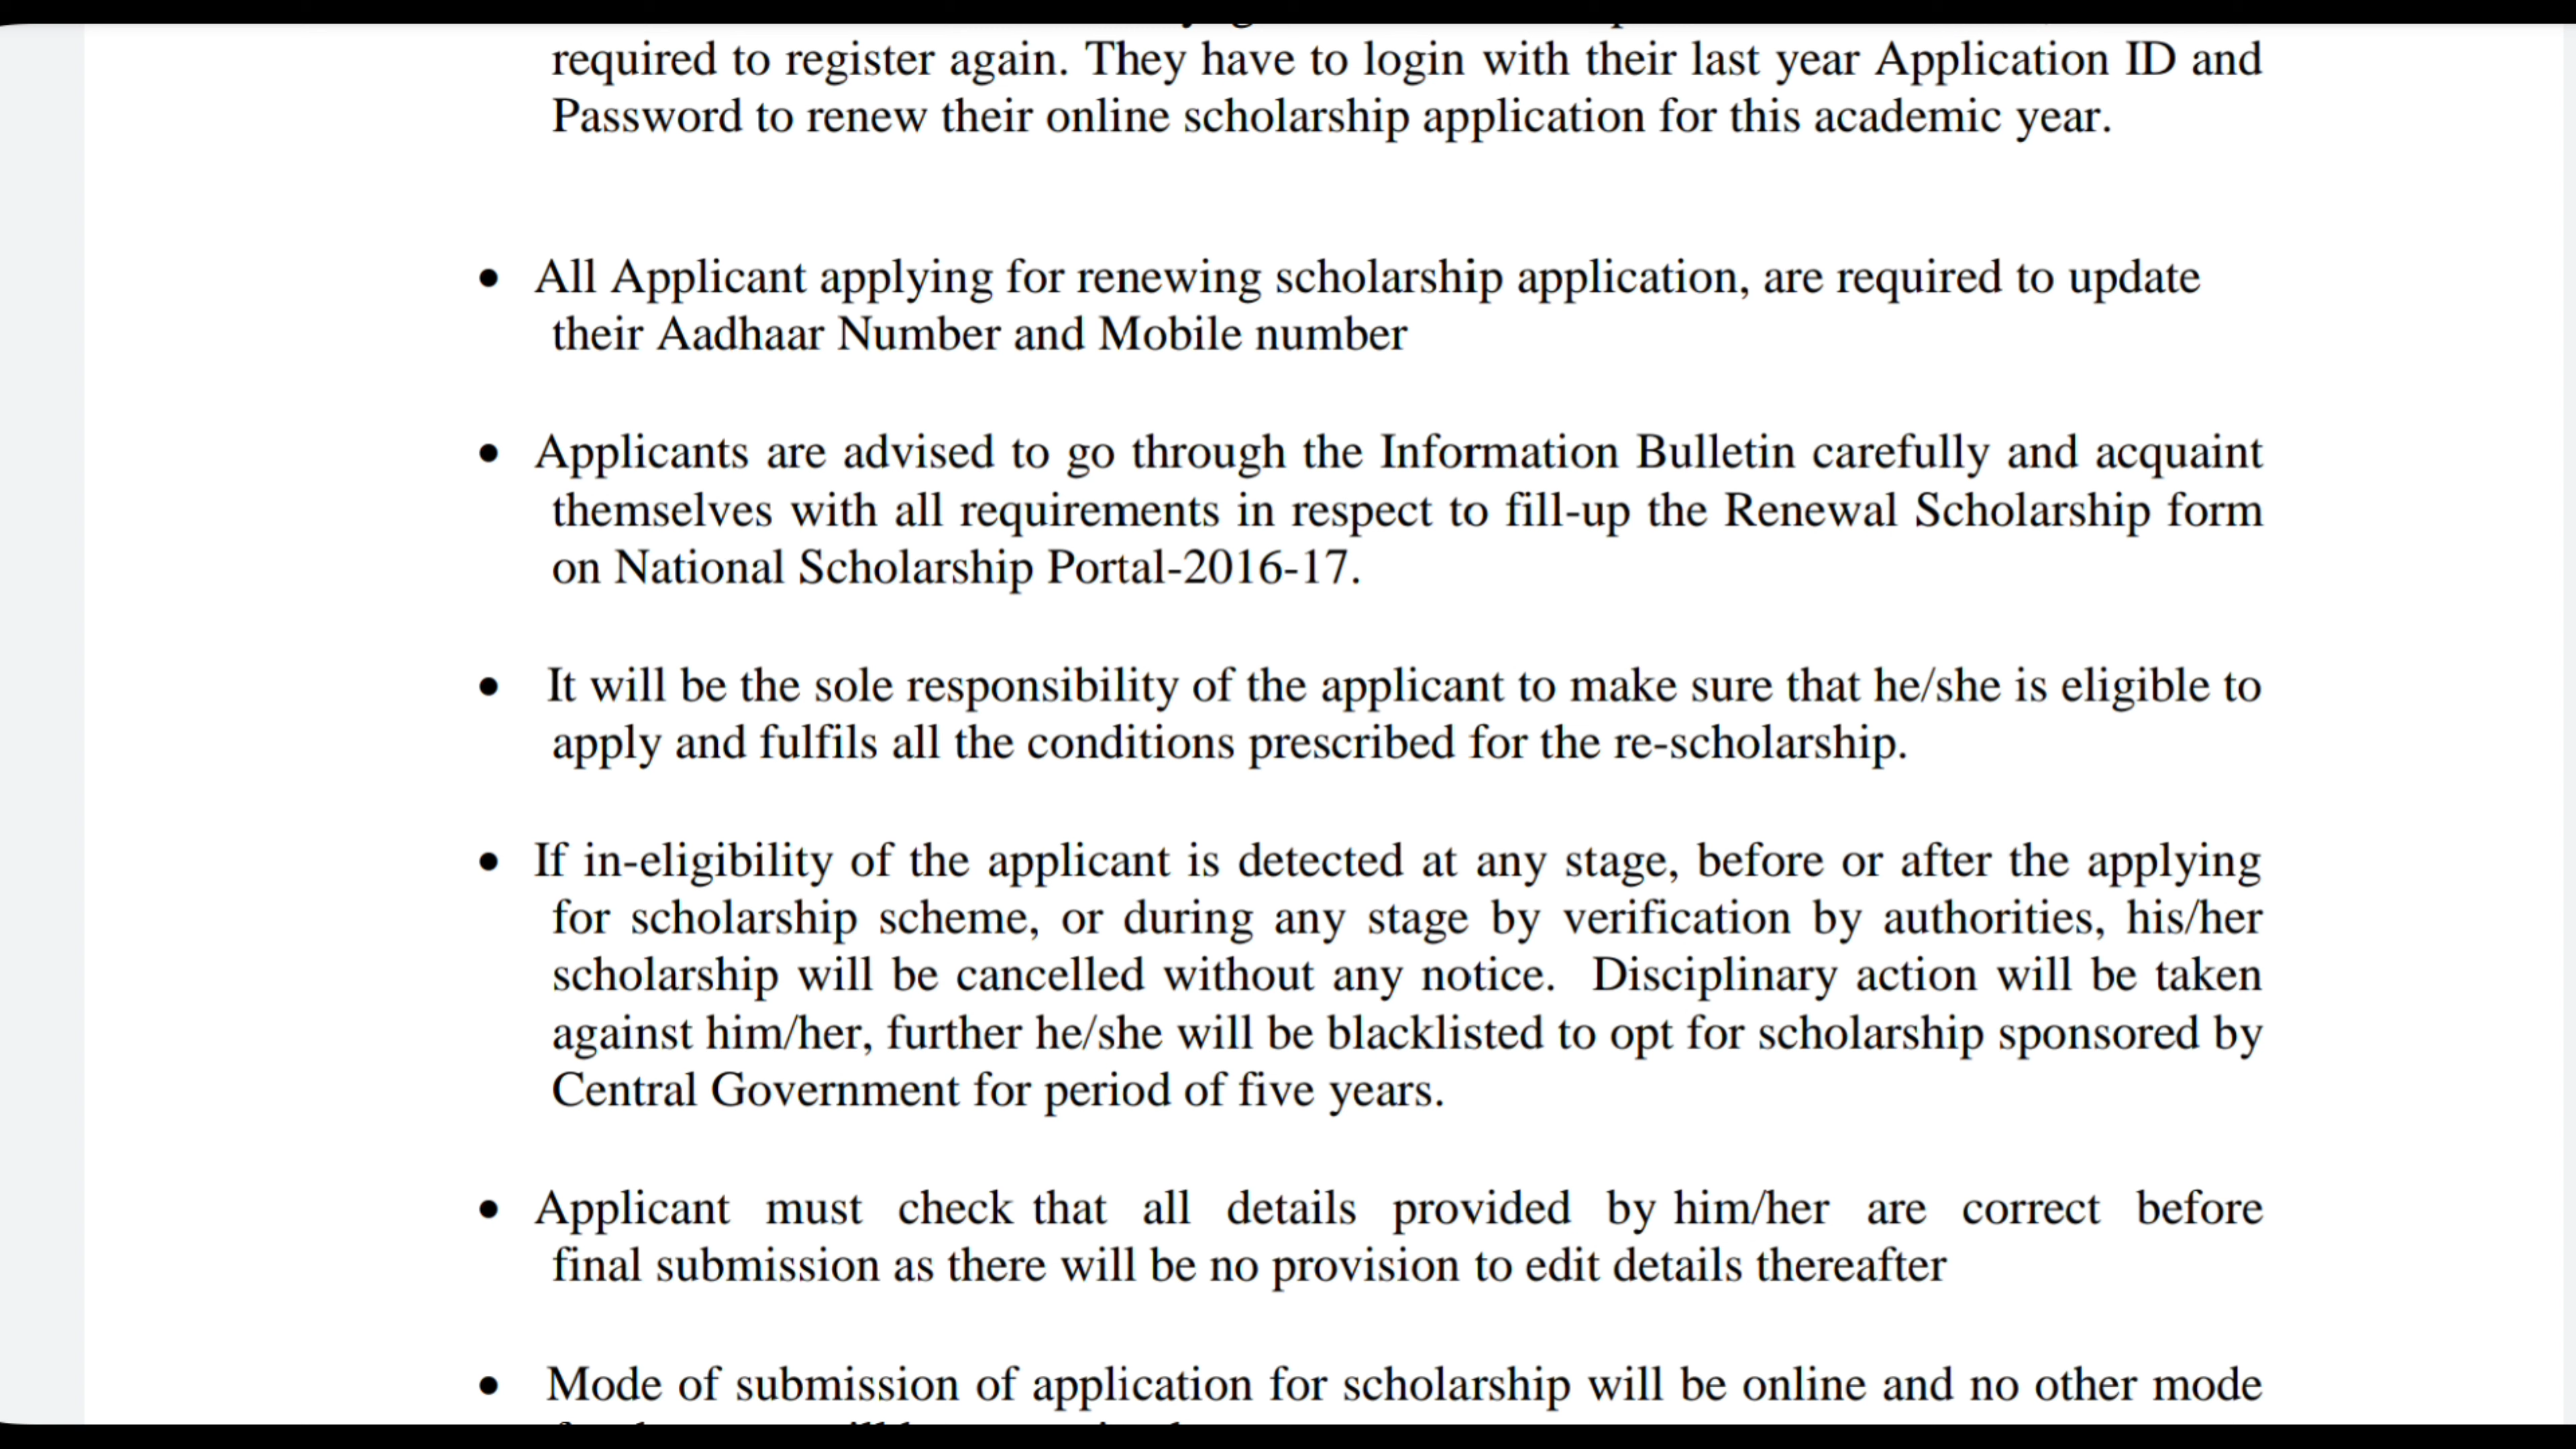 required to register again. They have to login with their last year Application ID and
Password to renew their online scholarship application for this academic year.
• All Applicant applying for renewing scholarship application, are required to update
their Aadhaar Number and Mobile number
• Applicants are advised to go through the Information Bulletin carefully and acquaint
themselves with all requirements in respect to fill-up the Renewal Scholarship form
on National Scholarship Portal-2016-17.
• It will be the sole responsibility of the applicant to make sure that he/she is eligible to
apply and fulfils all the conditions prescribed for the re-scholarship.
• If in-eligibility of the applicant is detected at any stage, before or after the applying
for scholarship scheme, or during any stage by verification by authorities, his/her
scholarship will be cancelled without any notice. Disciplinary action will be taken
against him/her, further he/she will be blacklisted to opt for scholarship sponsored by
Central Government for period of five years.
• Applicant must check that all details provided by him/her are correct before
final submission as there will be no provision to edit details thereafter
• Mode of submission of application for scholarship will be online and no other mode